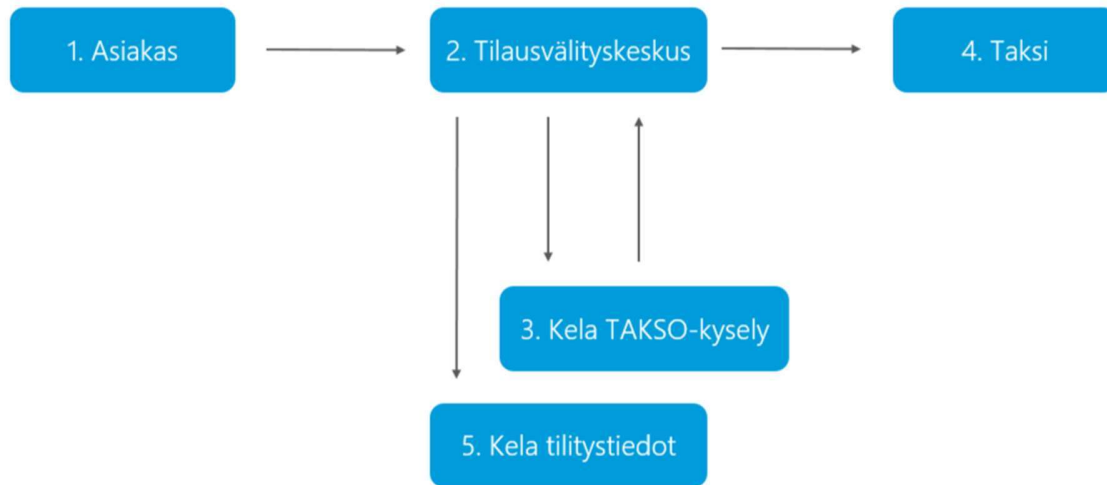 1. Asiakas
2. Tilausvälityskeskus
4. Taksi
3. Kela TAKSO-kysely
5. Kela tilitystiedot